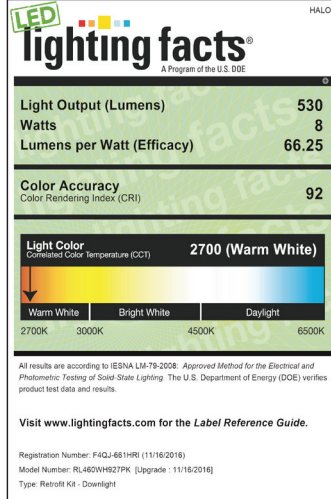 HALO
LED
lighting facts®
A Program of the U.S. DOE
Light Output (Lumens) 530
Watts 8
Lumens per Watt (Efficacy) 66.25
Color Accuracy
Color Rendering Index (CRI) 92
Light Color
Correlated Color Temperature (CCT) 2700 (Warm White)
Warm White Bright White Daylight
2700K 3000K 4500K 6500K
All results are according to IESNA LM-79-2008: Approved Method for the Electrical and
Photometric Testing of Solid-State Lighting. The U.S. Department of Energy (DOE) verifies
product test data and results.
Visit www.lightingfacts.com for the Label Reference Guide.
Registration Number: F4QJ-661HRI (11/16/2016)
Model Number: RL460WH927PK [Upgrade : 11/16/2016]
Type: Retrofit Kit - Downlight